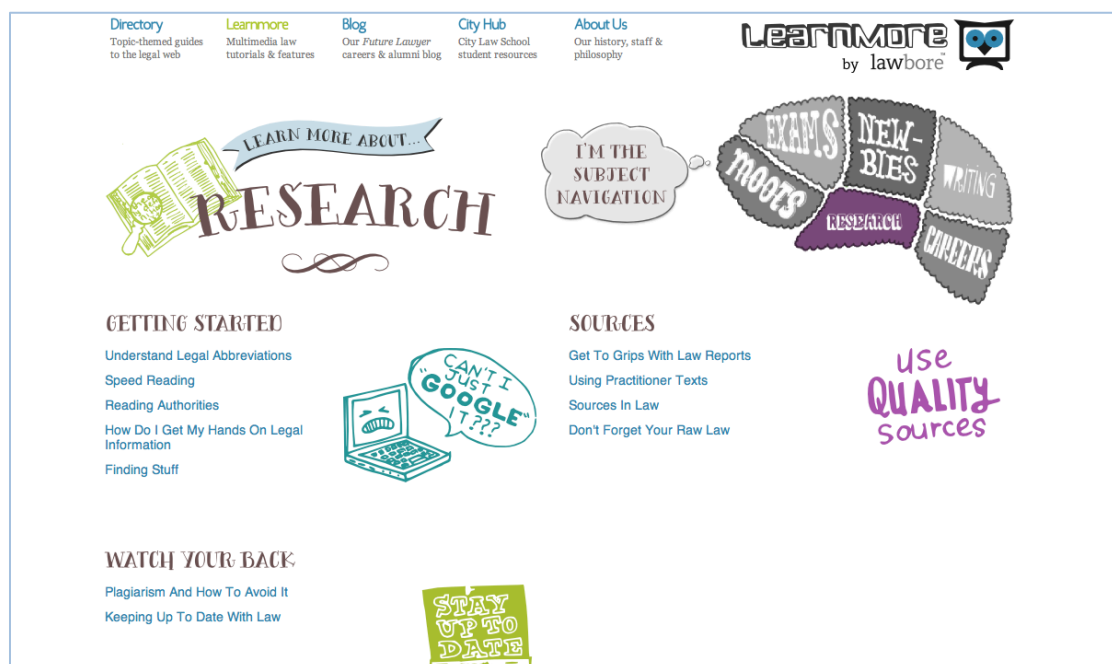 Directory
Topic-themed guides
to the legal web
Learnmore
Multimedia law
tutorials & features
Blog
Our Future Lawyer
careers & alumni blog
City Hub
City Law School
student resources
About Us
Our history, staff &
philosophy
LEARNMORE
by lawbore™
LEARN MORE ABOUT...
RESEARCH
I'M THE
SUBJECT
NAVIGATION
EXAMS
NEW-
BIES
WRITING
MOOTS
RESEARCH
CAREERS
GETTING STARTED
Understand Legal Abbreviations
Speed Reading
Reading Authorities
How Do I Get My Hands On Legal
Information
Finding Stuff
CAN'T I
JUST
"GOOGLE"
IT???
SOURCES
Get To Grips With Law Reports
Using Practitioner Texts
Sources In Law
Don't Forget Your Raw Law
USE
QUALITY
Sources
WATCH YOUR BACK
Plagiarism And How To Avoid It
Keeping Up To Date With Law
STAY
UP TO
DATE